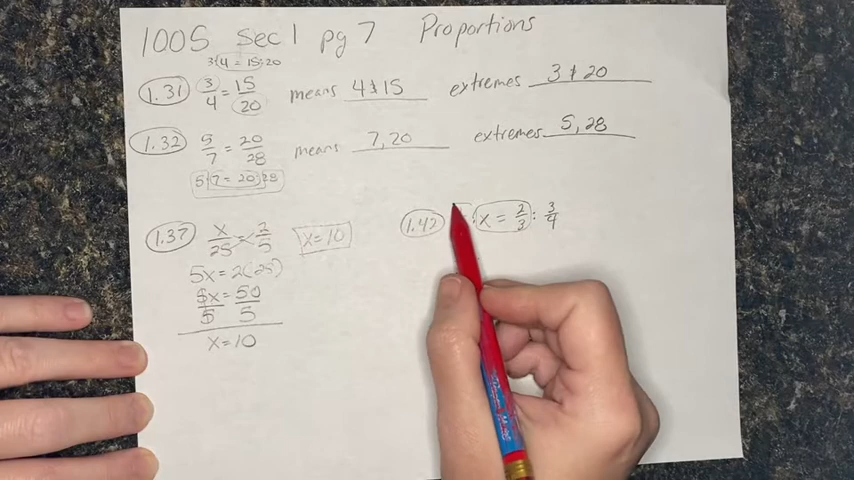 1005 Sec 1 pg 7 Proportions
3:4 = 15:20
1.31 3/4 = 15/20 means 4 & 15 extremes 3 & 20
1.32 5/7 = 20/28 means 7, 20 extremes 5, 28
5:7 = 20:28
1.37 x/25 = 2/5 x=10
5x = 2(25)
5x/5 = 50/5
x=10
1.42 : x = 2/3 : 3/4